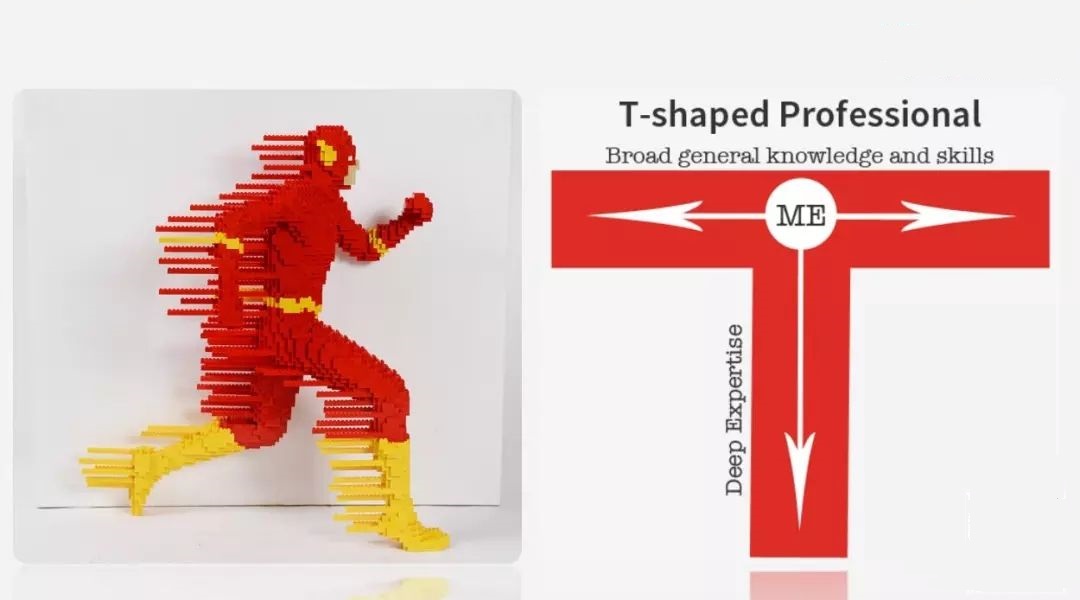 T-shaped Professional
Broad general knowledge and skills
ME
Deep Expertise